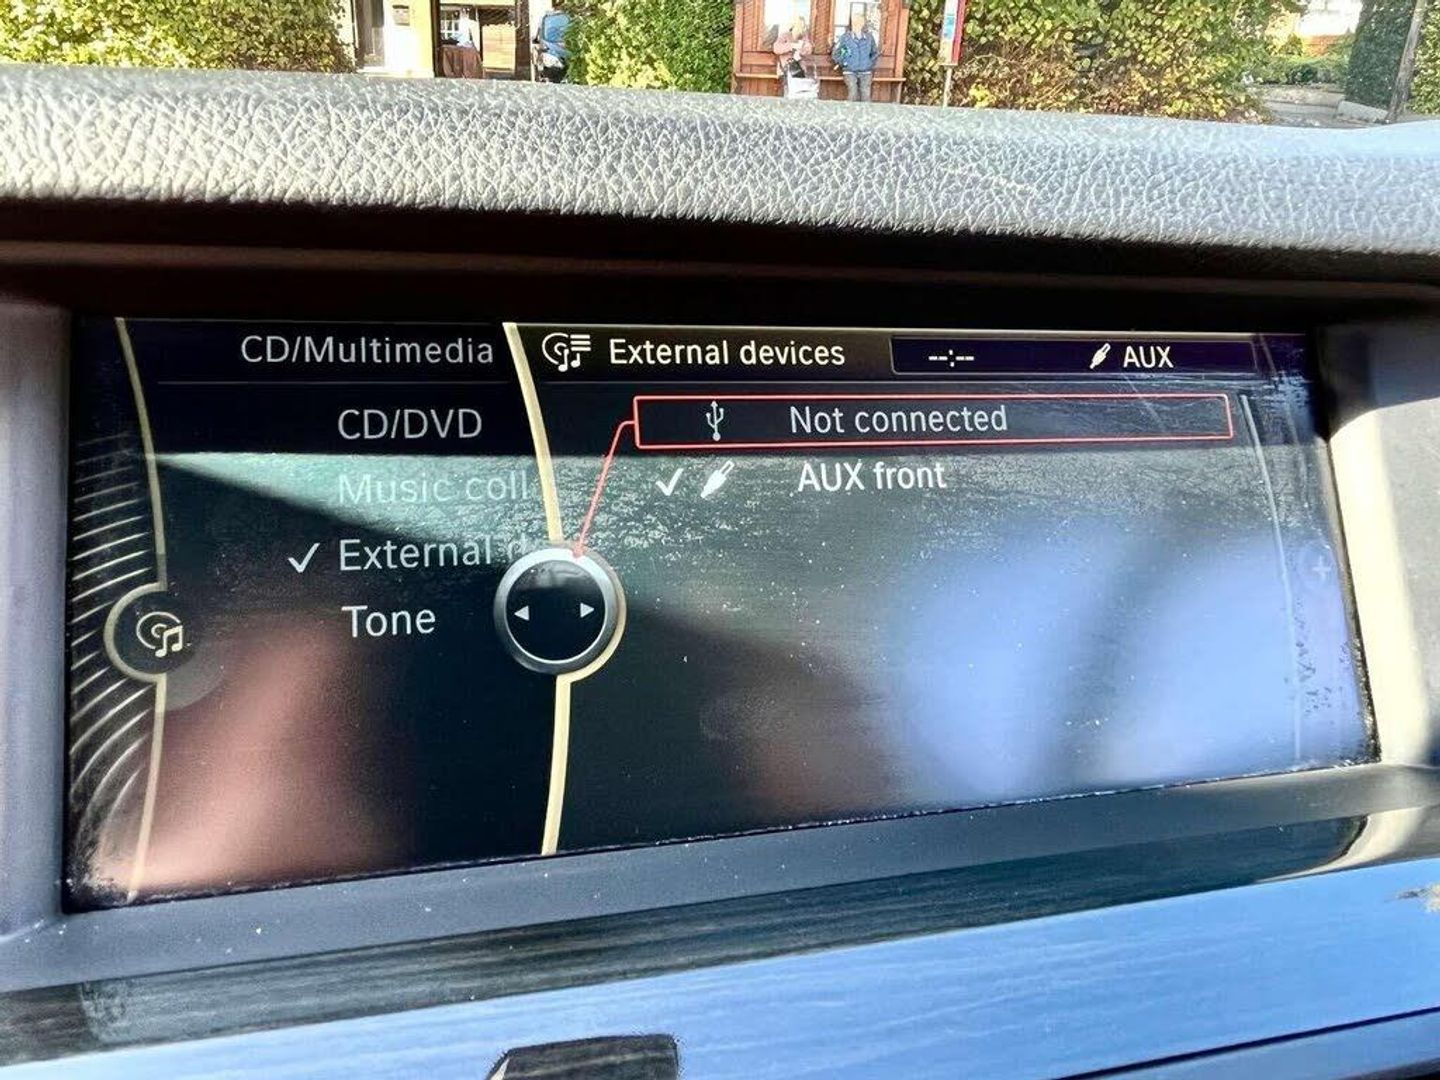 CD/Multimedia
CD/DVD
Music coll
External d
Tone
External devices
--:--
AUX
Not connected
AUX front